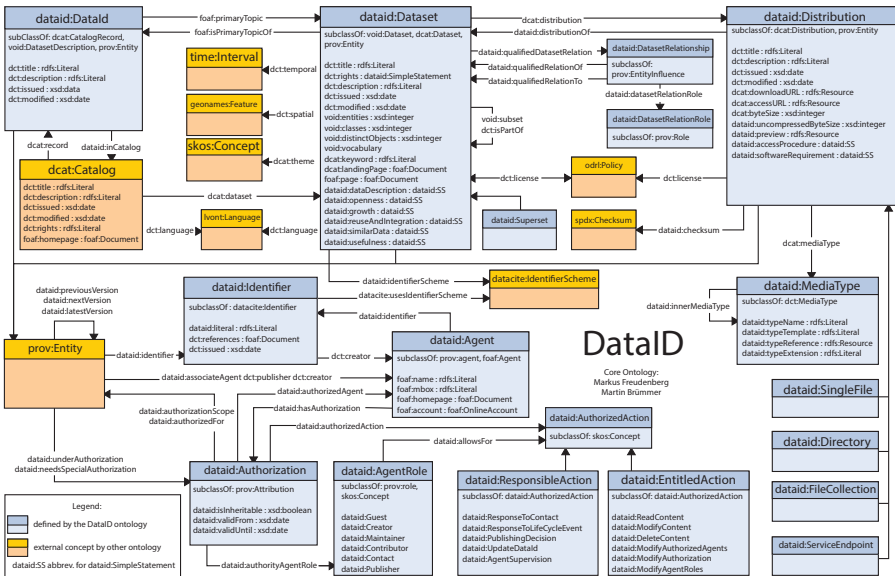 dataid:DataId
subClassOf: dcat:CatalogRecord,
void:DatasetDescription, prov:Entity
dct:title : rdfs:Literal
dct:description : rdfs:Literal
dct:issued : xsd:data
dct:modified : xsd:date
foaf:primaryTopic
foaf:isPrimaryTopicOf
dataid:Dataset
subclassOf: void:Dataset, dcat:Dataset,
prov:Entity
dct:title : rdfs:Literal
dct:rights : dataid:SimpleStatement
dct:description : rdfs:Literal
dct:issued : xsd:date
dct:modified : xsd:date
void:entities : xsd:integer
void:classes : xsd:integer
void:distinctObjects : xsd:integer
void:vocabulary
dcat:keyword : rdfs:Literal
dcat:landingPage : foaf:Document
foaf:page : foaf:Document
dataid:dataDescription : dataid:SS
dataid:openness : dataid:SS
dataid:growth : dataid:SS
dataid:reuseAndIntegration : dataid:SS
dataid:similarData : dataid:SS
dataid:usefulness : dataid:SS
dcat:distribution
dataid:distributionOf
dataid:qualifiedDatasetRelation
dataid:qualifiedRelationOf
dataid:qualifiedRelationTo
dataid:DatasetRelationship
subclassOf:
prov:EntityInfluence
dataid:datasetRelationRole
dataid:DatasetRelationRole
subclassOf: prov:Role
void:subset
dct:isPartOf
dataid:Distribution
subClassOf: dcat:Distribution, prov:Entity
dct:title : rdfs:Literal
dct:description : rdfs:Literal
dct:issued : xsd:date
dct:modified : xsd:date
dcat:downloadURL : rdfs:Resource
dcat:accessURL : rdfs:Resource
dcat:byteSize : xsd:integer
dataid:uncompressedByteSize : xsd:integer
dataid:preview : rdfs:Resource
dataid:accessProcedure : dataid:SS
dataid:softwareRequirement : dataid:SS
time:Interval
dct:temporal
geonames:Feature
dct:spatial
skos:Concept
dcat:theme
dcat:record
dataid:inCatalog
dcat:Catalog
dct:title : rdfs:Literal
dct:description : rdfs:Literal
dct:issued : xsd:date
dct:modified : xsd:date
dct:rights : rdfs:Literal
foaf:homepage : foaf:Document
dcat:dataset
lvont:Language
dct:language
dct:language
odrl:Policy
dct:license
dct:license
dataid:Superset
spdx:Checksum
dataid:checksum
dcat:mediaType
dataid:identifierScheme
datacite:IdentifierScheme
datacite:usesIdentifierScheme
dataid:identifier
dataid:Identifier
subclassOf : datacite:Identifier
dataid:literal : rdfs:Literal
dct:references : foaf:Document
dct:issued : xsd:date
dataid:MediaType
subclassOf: dct:MediaType
dataid:typeName : rdfs:Literal
dataid:typeTemplate : rdfs:Literal
dataid:typeReference : rdfs:Resource
dataid:typeExtension : rdfs:Literal
dataid:innerMediaType
dataid:previousVersion
dataid:nextVersion
dataid:latestVersion
prov:Entity
dataid:identifier
dct:creator
dataid:Agent
subclassOf: prov:agent, foaf:Agent
foaf:name : rdfs:Literal
foaf:mbox : rdfs:Literal
foaf:homepage : foaf:Document
foaf:account : foaf:OnlineAccount
DataID
Core Ontology:
Markus Freudenberg
Martin Brümmer
dataid:associateAgent dct:publisher dct:creator
dataid:authorizedAgent
dataid:authorizationScope
dataid:authorizedFor
dataid:hasAuthorization
dataid:authorizedAction
dataid:allowsFor
dataid:AuthorizedAction
subClassOf: skos:Concept
dataid:SingleFile
dataid:Directory
dataid:FileCollection
dataid:ServiceEndpoint
dataid:underAuthorization
dataid:needsSpecialAuthorization
dataid:Authorization
subclassOf: prov:Attribution
dataid:isInheritable : xsd:boolean
dataid:validFrom : xsd:date
dataid:validUntil : xsd:date
dataid:authorityAgentRole
dataid:AgentRole
subclassOf: prov:role,
skos:Concept
dataid:Guest
dataid:Creator
dataid:Maintainer
dataid:Contributor
dataid:Contact
dataid:Publisher
dataid:ResponsibleAction
subclassOf: dataid:AuthorizedAction
dataid:ResponseToContact
dataid:ResponseToLifeCycleEvent
dataid:PublishingDecision
dataid:UpdateDataId
dataid:AgentSupervision
dataid:EntitledAction
subclassOf: dataid:AuthorizedAction
dataid:ReadContent
dataid:ModifyContent
dataid:DeleteContent
dataid:ModifyAuthorizedAgents
dataid:ModifyAuthorization
dataid:ModifyAgentRoles
Legend:
defined by the DataID ontology
external concept by other ontology
dataid:SS abbrev. for dataid:SimpleStatement